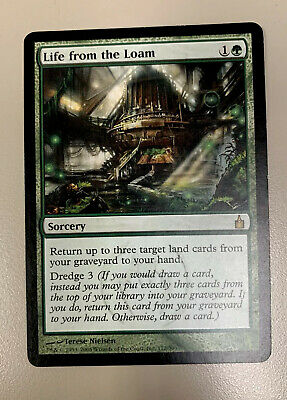 Life from the Loam 1
Sorcery
Return up to three target land cards from
your graveyard to your hand.
Dredge 3 (If you would draw a card,
instead you may put exactly three cards from
the top of your library into your graveyard. If
you do, return this card from your graveyard
to your hand. Otherwise, draw a card.)
Terese Nielsen